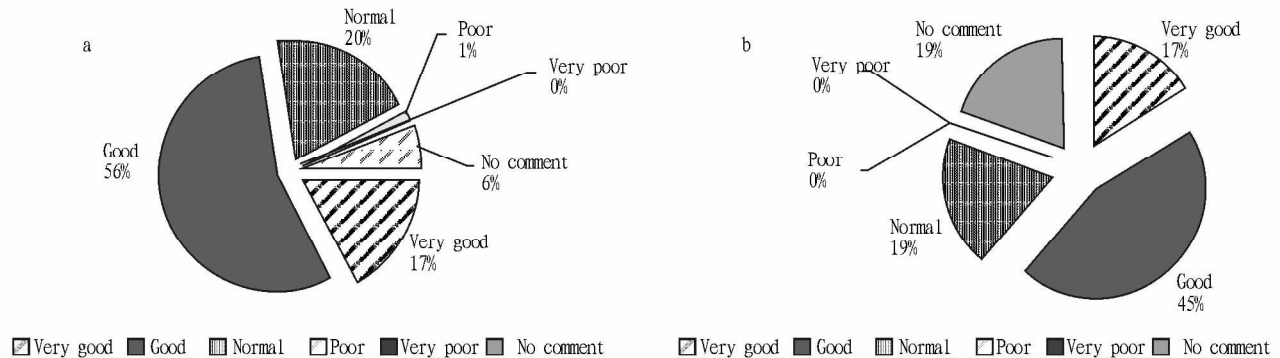 a
Normal
20%
Poor
1%
Very poor
0%
Good
56%
No comment
6%
Very good
17%
Very good Good Normal Poor Very poor No comment
b
No comment
19%
Very good
17%
Very poor
0%
Poor
0%
Normal
19%
Good
45%
Very good Good Normal Poor Very poor No comment